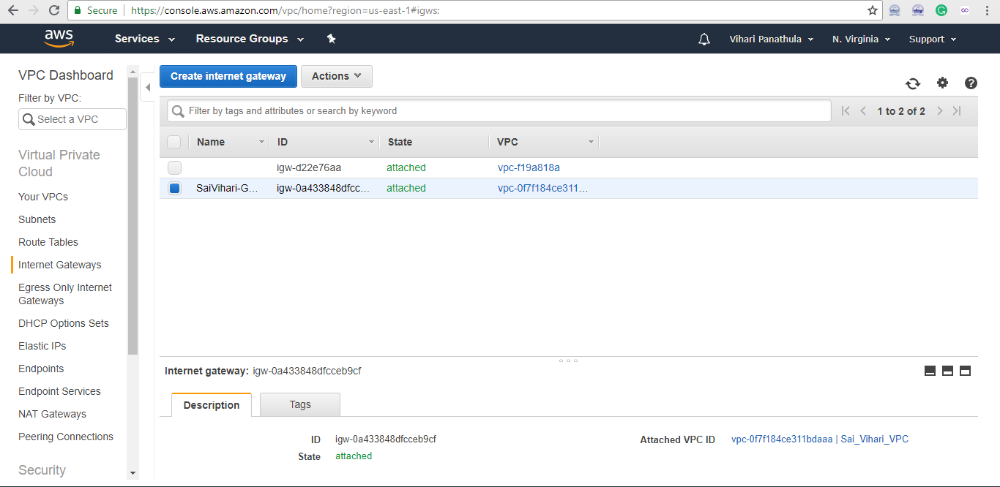 Secure https://console.aws.amazon.com/vpc/home?region=us-east-1#igws:
aws Services Resource Groups Vihari Panathula N. Virginia Support
VPC Dashboard
Filter by VPC:
Select a VPC
Virtual Private
Cloud
Your VPCs
Subnets
Route Tables
Internet Gateways
Egress Only Internet
Gateways
DHCP Options Sets
Elastic IPs
Endpoints
Endpoint Services
NAT Gateways
Peering Connections
Security
Create internet gateway Actions
Filter by tags and attributes or search by keyword 1 to 2 of 2
Name ID State VPC
igw-d22e76aa attached vpc-f19a818a
SaiVihari-G... igw-0a433848dfcc... attached vpc-0f7f184ce311...
Internet gateway: igw-0a433848dfcceb9cf
Description Tags
ID igw-0a433848dfcceb9cf Attached VPC ID vpc-0f7f184ce311bdaaa | Sai_Vihari_VPC
State attached